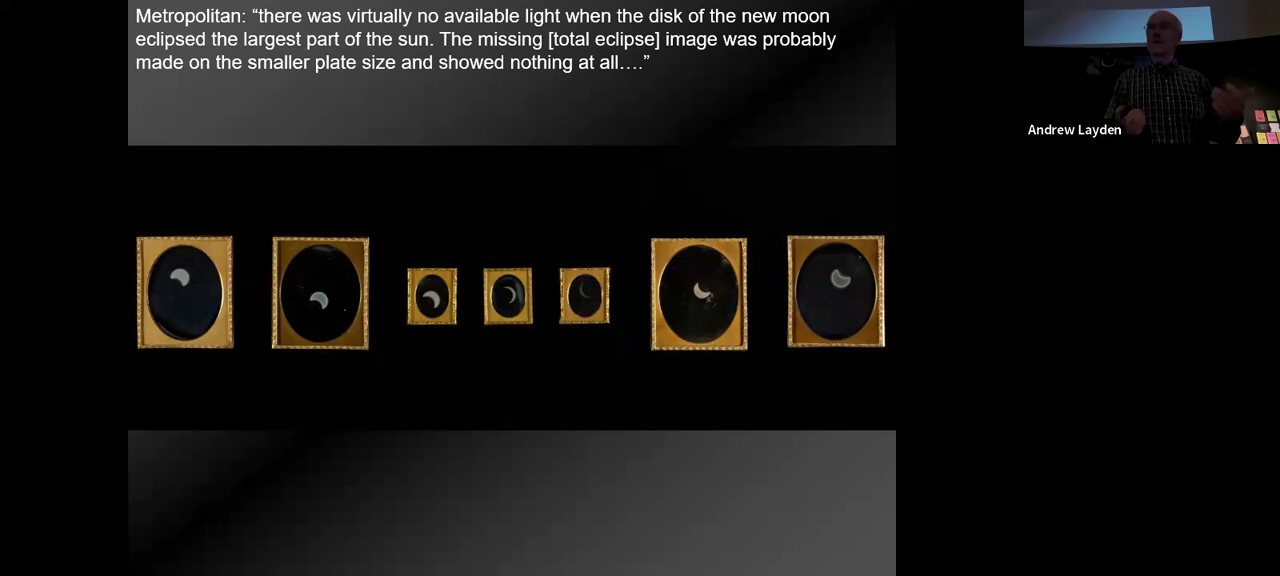 Metropolitan: “there was virtually no available light when the disk of the new moon
eclipsed the largest part of the sun. The missing [total eclipse] image was probably
made on the smaller plate size and showed nothing at all….”
Andrew Layden